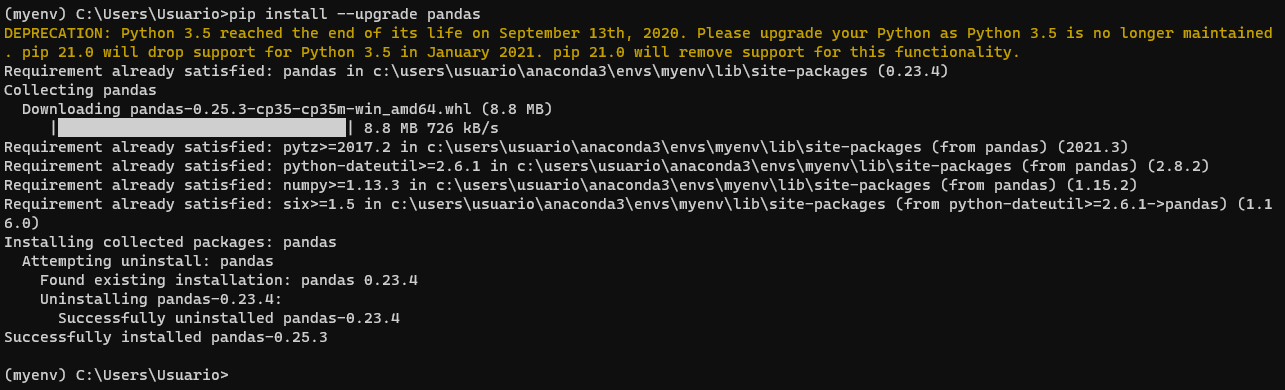 (myenv) C:\Users\Usuario>pip install --upgrade pandas
DEPRECATION: Python 3.5 reached the end of its life on September 13th, 2020. Please upgrade your Python as Python 3.5 is no longer maintained
. pip 21.0 will drop support for Python 3.5 in January 2021. pip 21.0 will remove support for this functionality.
Requirement already satisfied: pandas in c:\users\usuario\anaconda3\envs\myenv\lib\site-packages (0.23.4)
Collecting pandas
  Downloading pandas-0.25.3-cp35-cp35m-win_amd64.whl (8.8 MB)
     |████████████████████████████████| 8.8 MB 726 kB/s
Requirement already satisfied: pytz>=2017.2 in c:\users\usuario\anaconda3\envs\myenv\lib\site-packages (from pandas) (2021.3)
Requirement already satisfied: python-dateutil>=2.6.1 in c:\users\usuario\anaconda3\envs\myenv\lib\site-packages (from pandas) (2.8.2)
Requirement already satisfied: numpy>=1.13.3 in c:\users\usuario\anaconda3\envs\myenv\lib\site-packages (from pandas) (1.15.2)
Requirement already satisfied: six>=1.5 in c:\users\usuario\anaconda3\envs\myenv\lib\site-packages (from python-dateutil>=2.6.1->pandas) (1.1
6.0)
Installing collected packages: pandas
  Attempting uninstall: pandas
    Found existing installation: pandas 0.23.4
    Uninstalling pandas-0.23.4:
      Successfully uninstalled pandas-0.23.4
Successfully installed pandas-0.25.3
(myenv) C:\Users\Usuario>